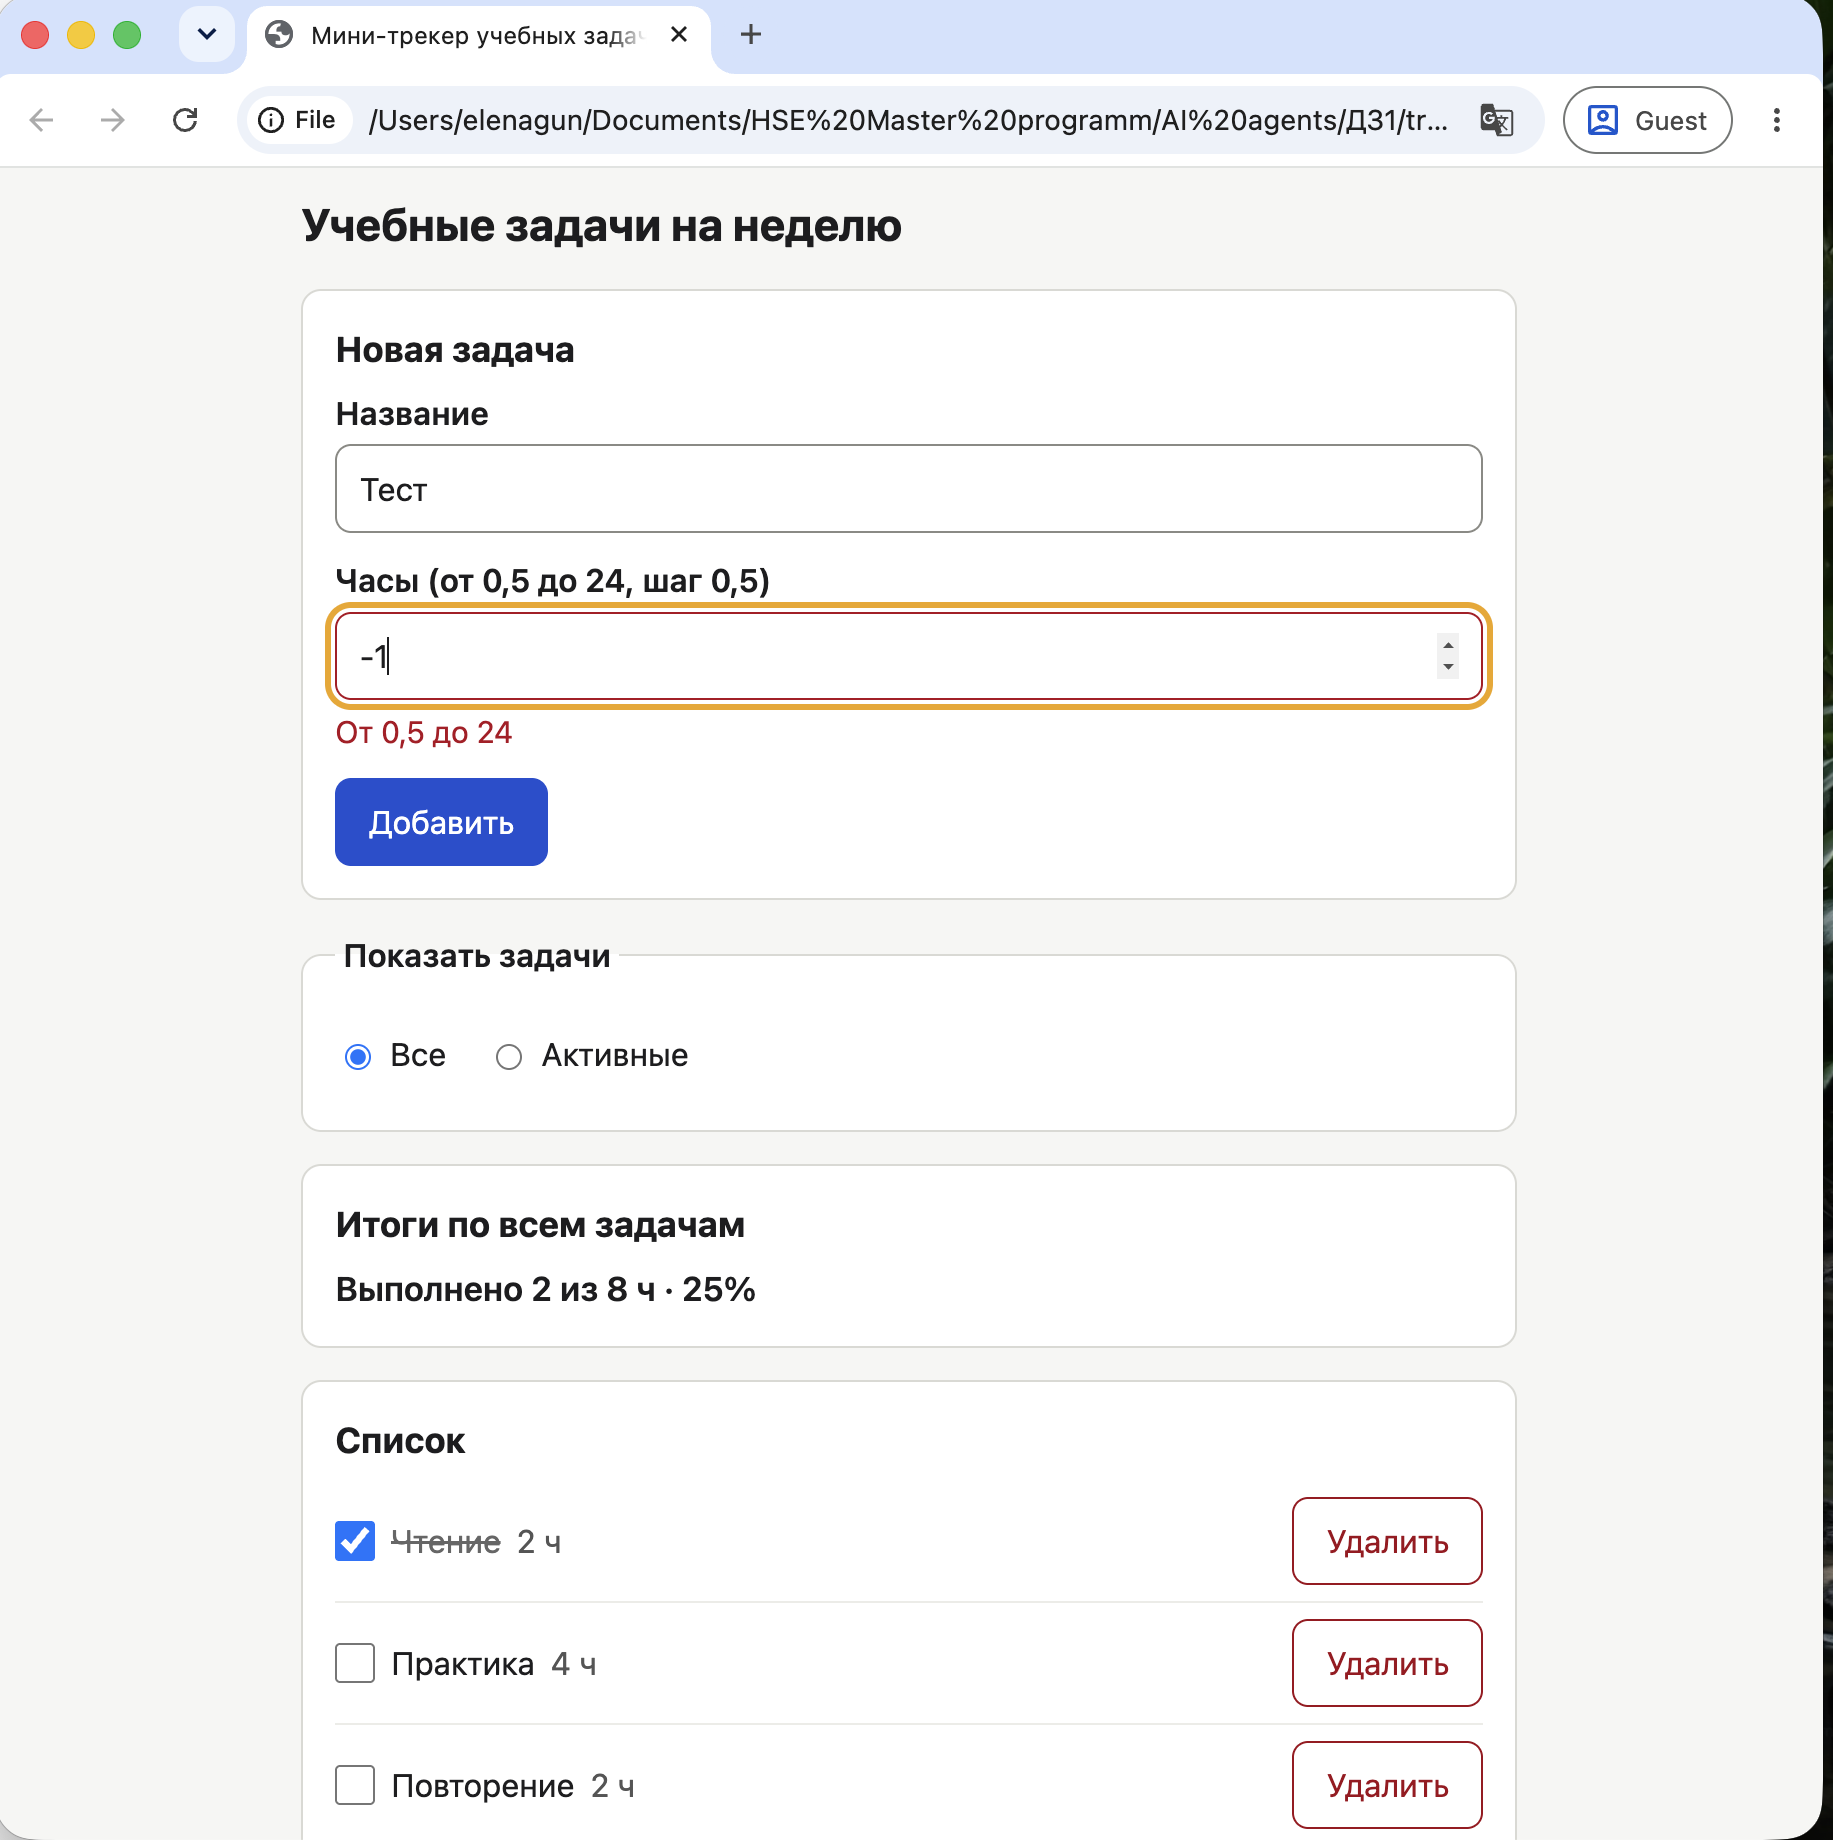 Мини-трекер учебных зада
File /Users/elenagun/Documents/HSE%20Master%20programm/AI%20agents/ДЗ1/tr... Guest
Учебные задачи на неделю
Новая задача
Название
Тест
Часы (от 0,5 до 24, шаг 0,5)
-1
От 0,5 до 24
Добавить
Показать задачи
Все Активные
Итоги по всем задачам
Выполнено 2 из 8 ч · 25%
Список
Чтение 2 ч Удалить
Практика 4 ч Удалить
Повторение 2 ч Удалить